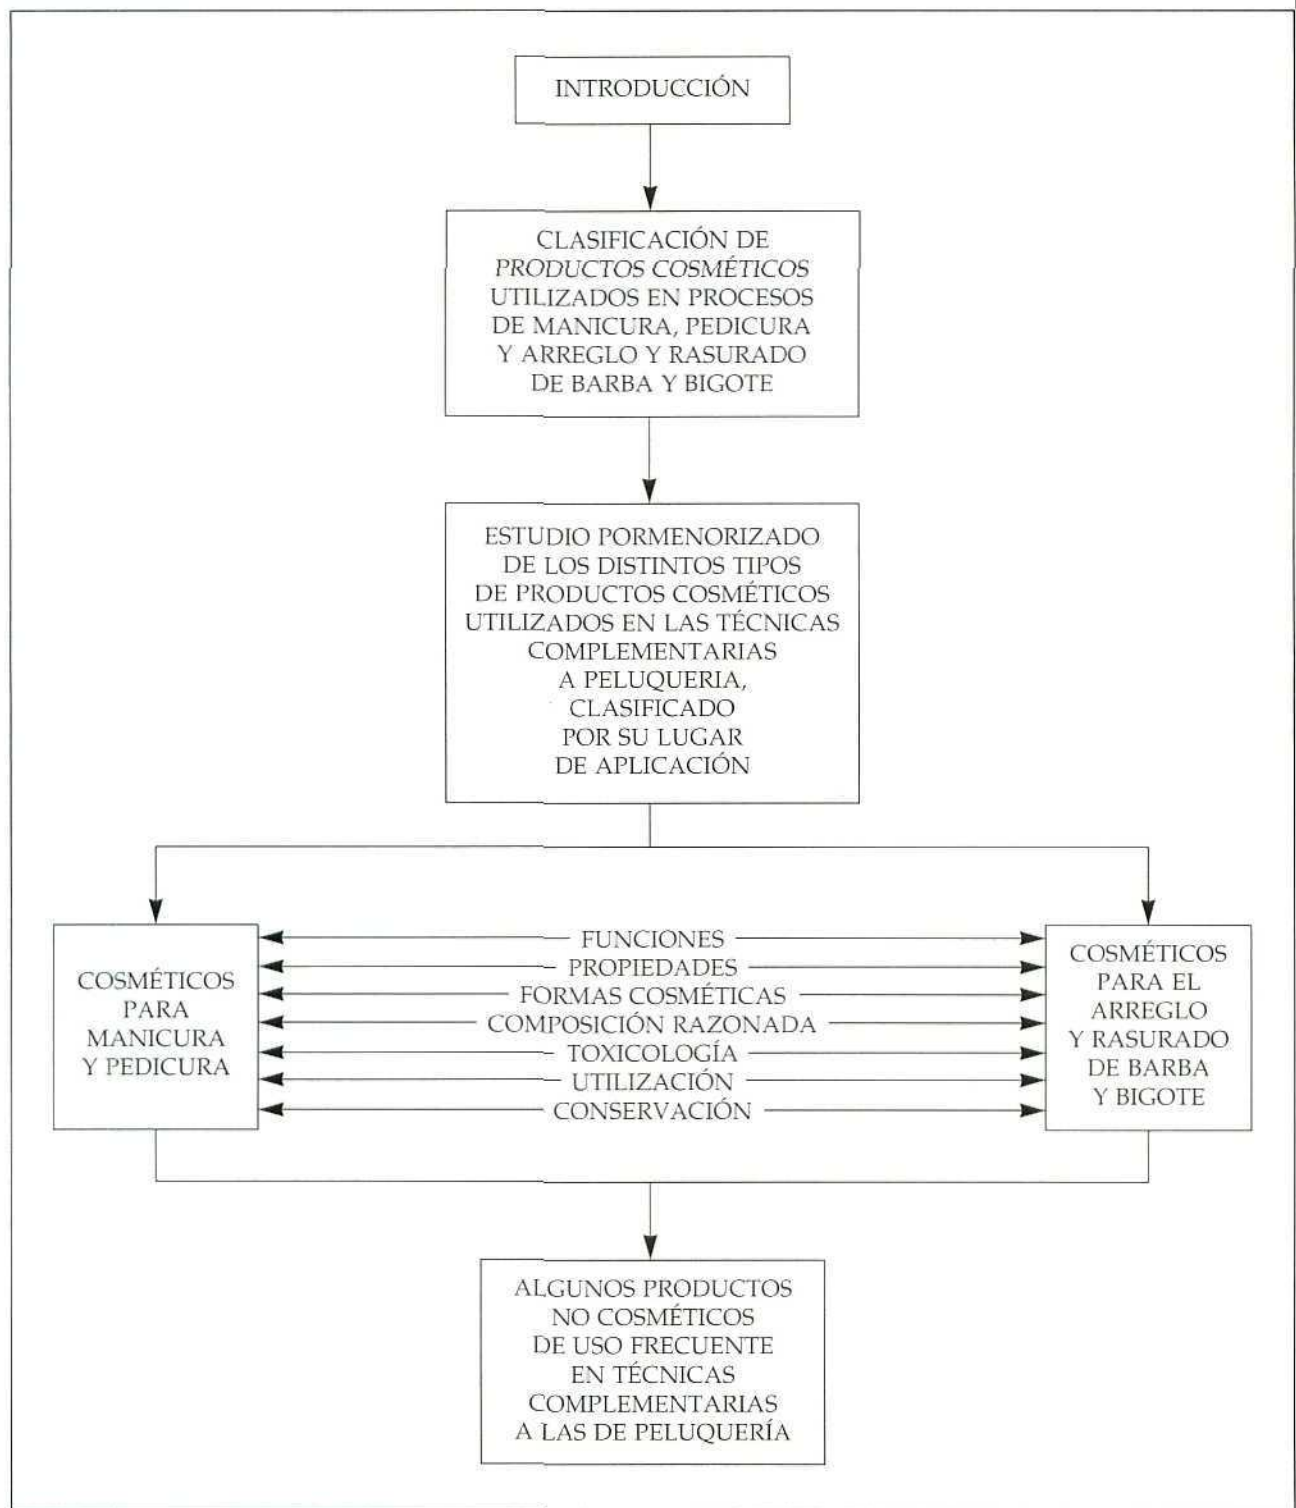 INTRODUCCIÓN
CLASIFICACIÓN DE
PRODUCTOS COSMÉTICOS
UTILIZADOS EN PROCESOS
DE MANICURA, PEDICURA
Y ARREGLO Y RASURADO
DE BARBA Y BIGOTE
ESTUDIO PORMENORIZADO
DE LOS DISTINTOS TIPOS
DE PRODUCTOS COSMÉTICOS
UTILIZADOS EN LAS TÉCNICAS
COMPLEMENTARIAS
A PELUQUERIA,
CLASIFICADO
POR SU LUGAR
DE APLICACIÓN
COSMÉTICOS
PARA
MANICURA
Y PEDICURA
FUNCIONES
PROPIEDADES
FORMAS COSMÉTICAS
COMPOSICIÓN RAZONADA
TOXICOLOGÍA
UTILIZACIÓN
CONSERVACIÓN
COSMÉTICOS
PARA EL
ARREGLO
Y RASURADO
DE BARBA
Y BIGOTE
ALGUNOS PRODUCTOS
NO COSMÉTICOS
DE USO FRECUENTE
EN TÉCNICAS
COMPLEMENTARIAS
A LAS DE PELUQUERÍA